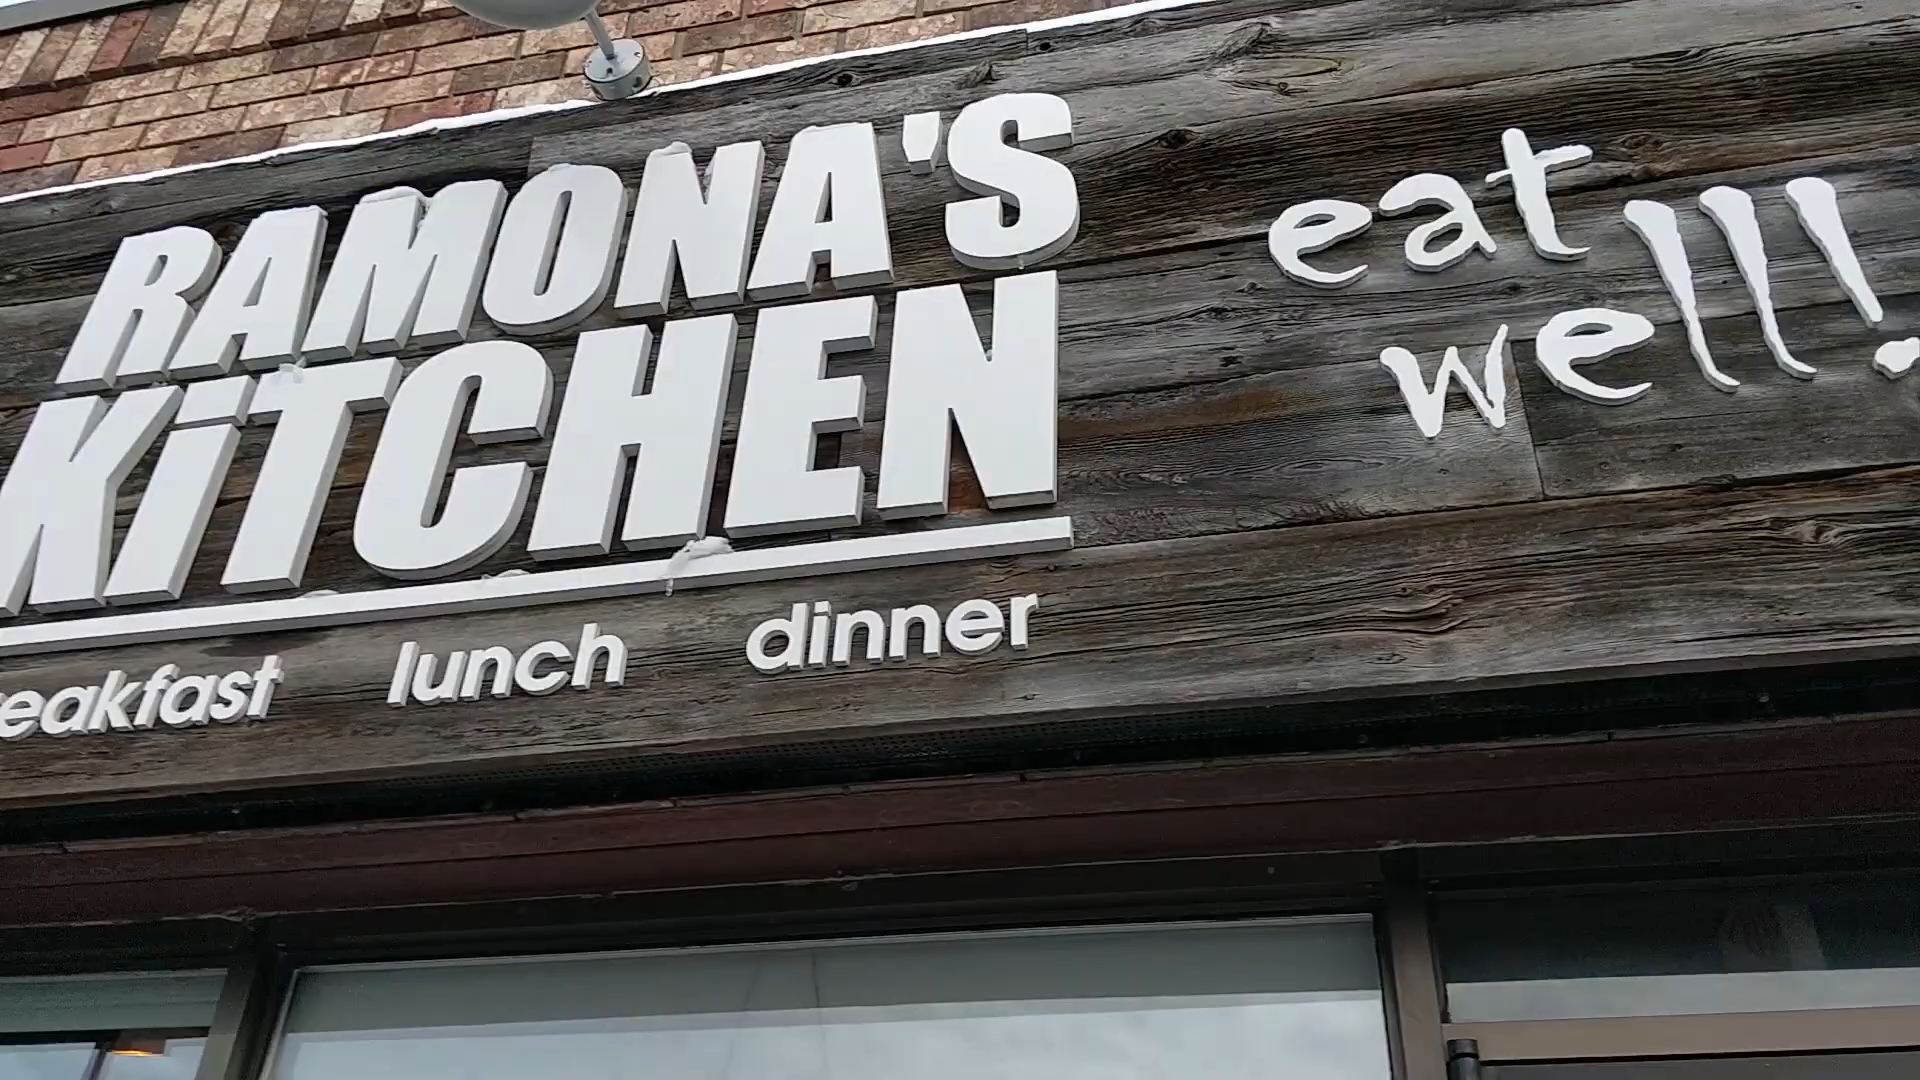 RAMONA'S
KiTCHEN
eakfast lunch dinner
eat
well!